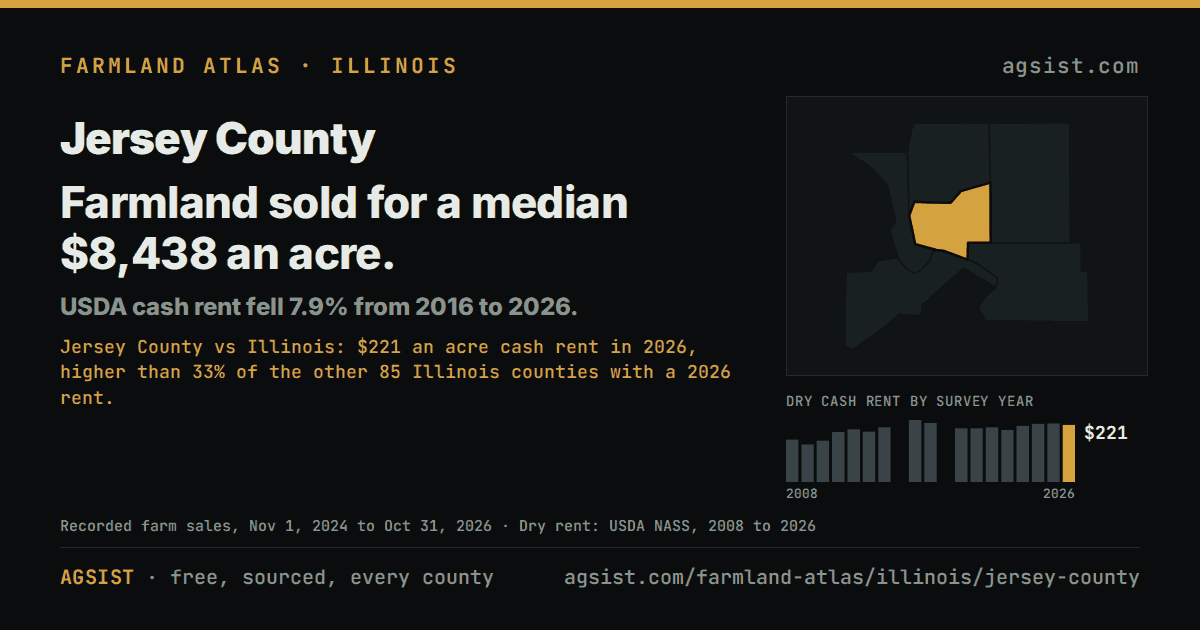 FARMLAND ATLAS · ILLINOIS
agsist.com
Jersey County
Farmland sold for a median
$8,438 an acre.
USDA cash rent fell 7.9% from 2016 to 2026.
Jersey County vs Illinois: $221 an acre cash rent in 2026,
higher than 33% of the other 85 Illinois counties with a 2026
rent.
DRY CASH RENT BY SURVEY YEAR
$221
2008
2026
Recorded farm sales, Nov 1, 2024 to Oct 31, 2026 · Dry rent: USDA NASS, 2008 to 2026
AGSIST · free, sourced, every county
agsist.com/farmland-atlas/illinois/jersey-county